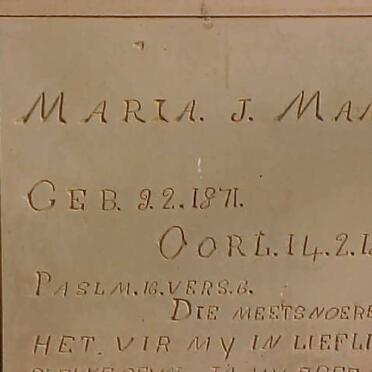 MARIA. J. MA
GEB. 9.2.1871.
OORL. 14.2.1
PASLM. 16. VERS. 6.
DIE MEETSNOERE
HET. VIR MY IN LIEFLI